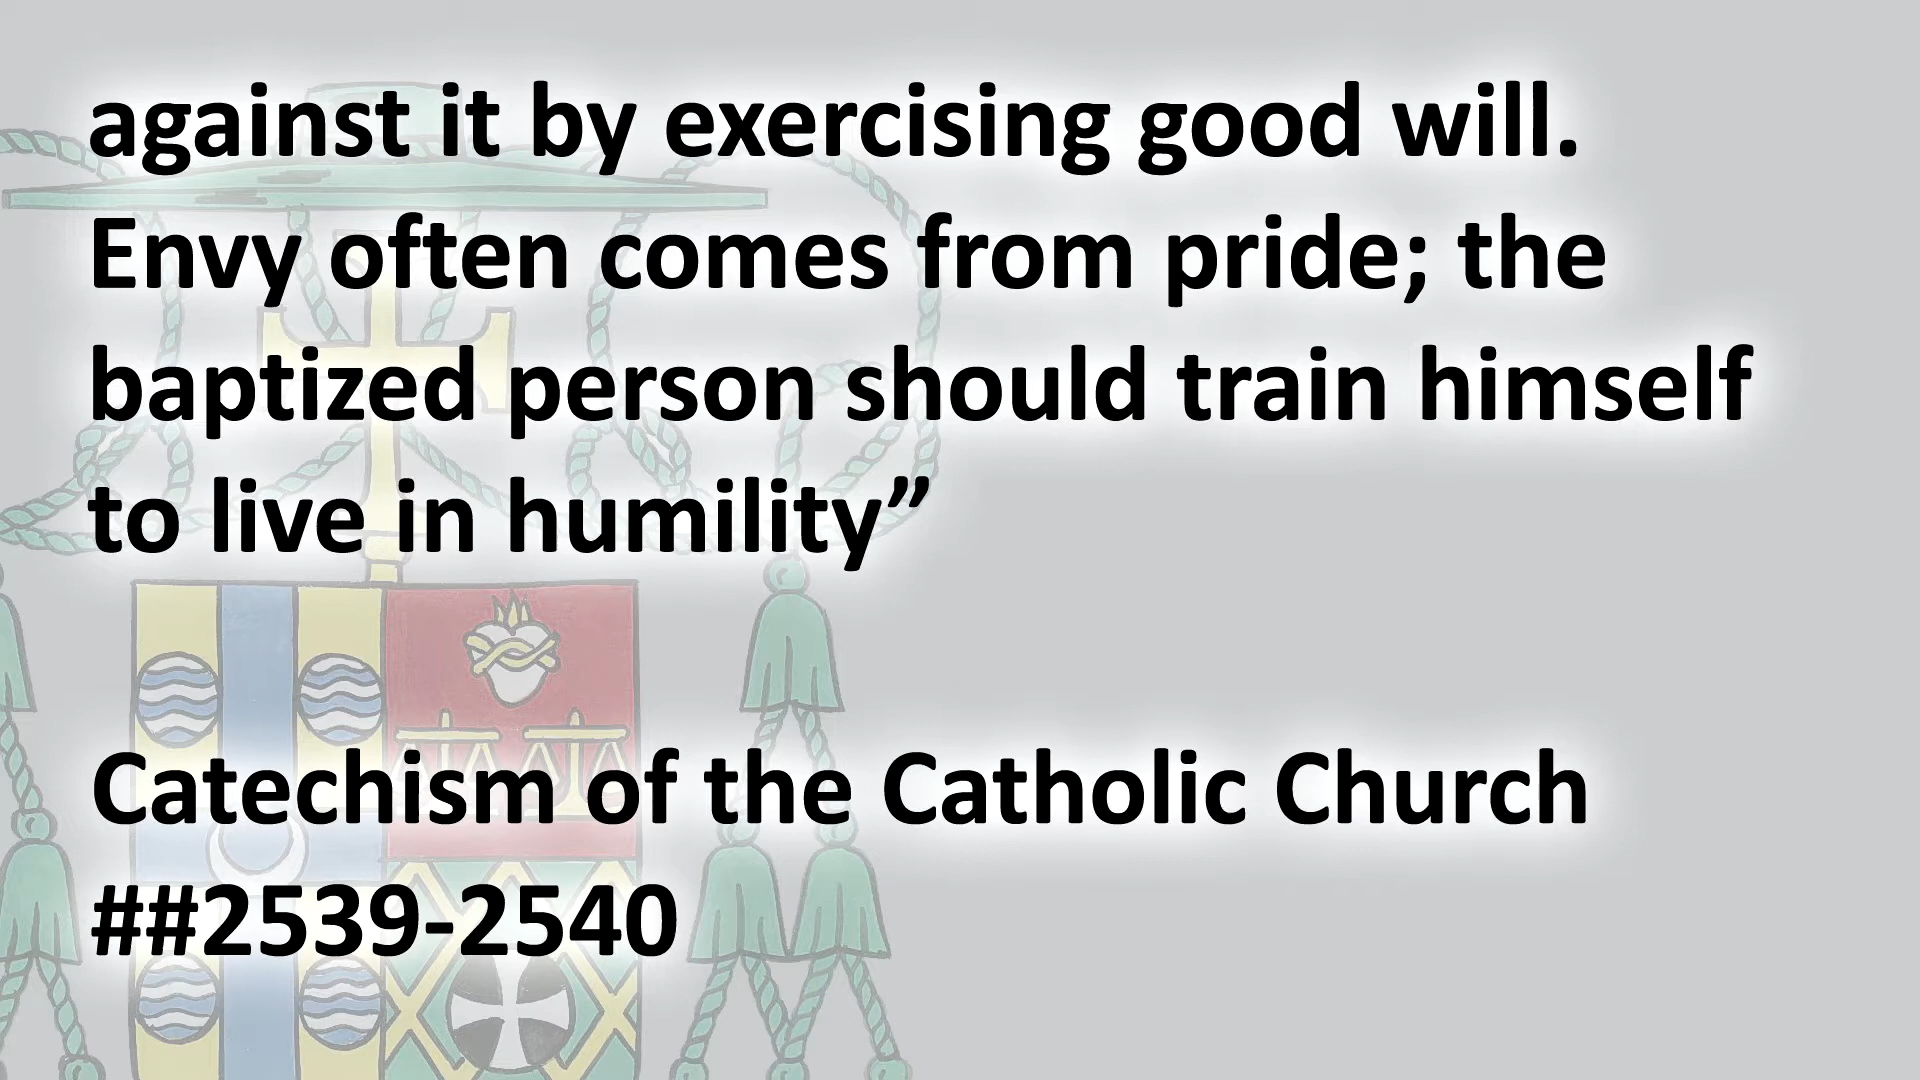 against it by exercising good will.
Envy often comes from pride; the
baptized person should train himself
to live in humility”
Catechism of the Catholic Church
##2539-2540